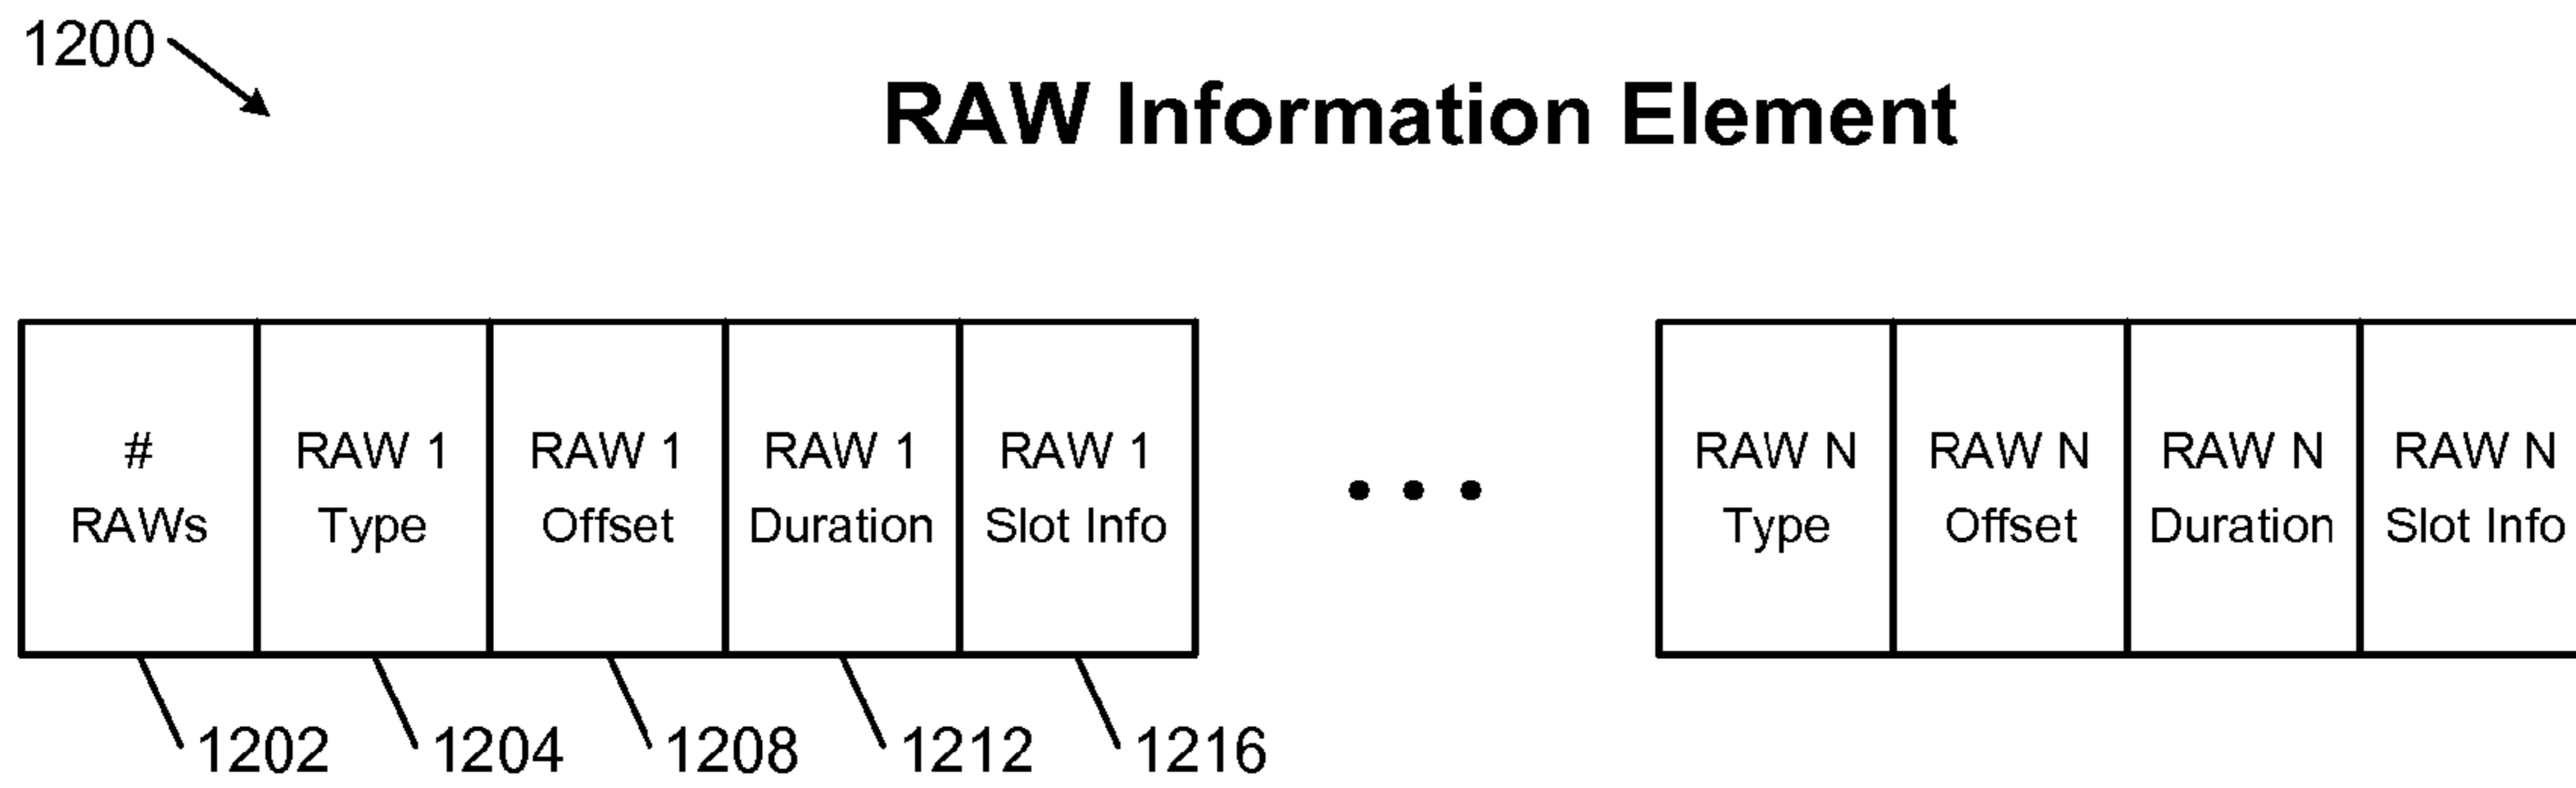 1200
RAW Information Element
#
RAWs
RAW 1
Type
RAW 1
Offset
RAW 1
Duration
RAW 1
Slot Info
• • •
RAW N
Type
RAW N
Offset
RAW N
Duration
RAW N
Slot Info
1202
1204
1208
1212
1216